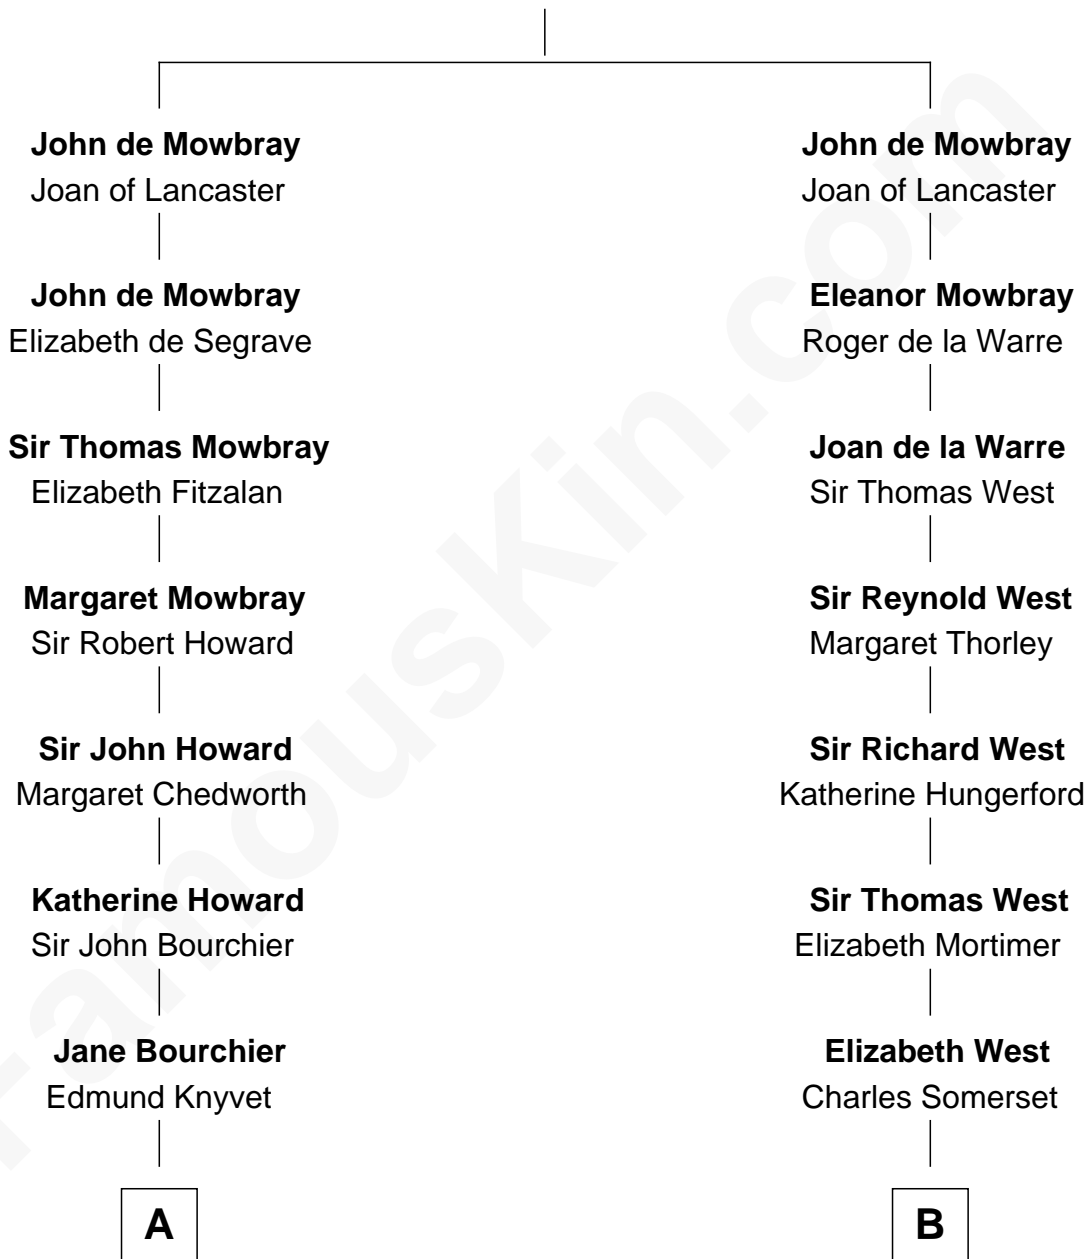 John de Mowbray
Joan of Lancaster
John de Mowbray
Elizabeth de Segrave
Sir Thomas Mowbray
Elizabeth Fitzalan
Margaret Mowbray
Sir Robert Howard
Sir John Howard
Margaret Chedworth
Katherine Howard
Sir John Bourchier
Jane Bourchier
Edmund Knyvet
A
John de Mowbray
Joan of Lancaster
Eleanor Mowbray
Roger de la Warre
Joan de la Warre
Sir Thomas West
Sir Reynold West
Margaret Thorley
Sir Richard West
Katherine Hungerford
Sir Thomas West
Elizabeth Mortimer
Elizabeth West
Charles Somerset
B
FamousKin.com